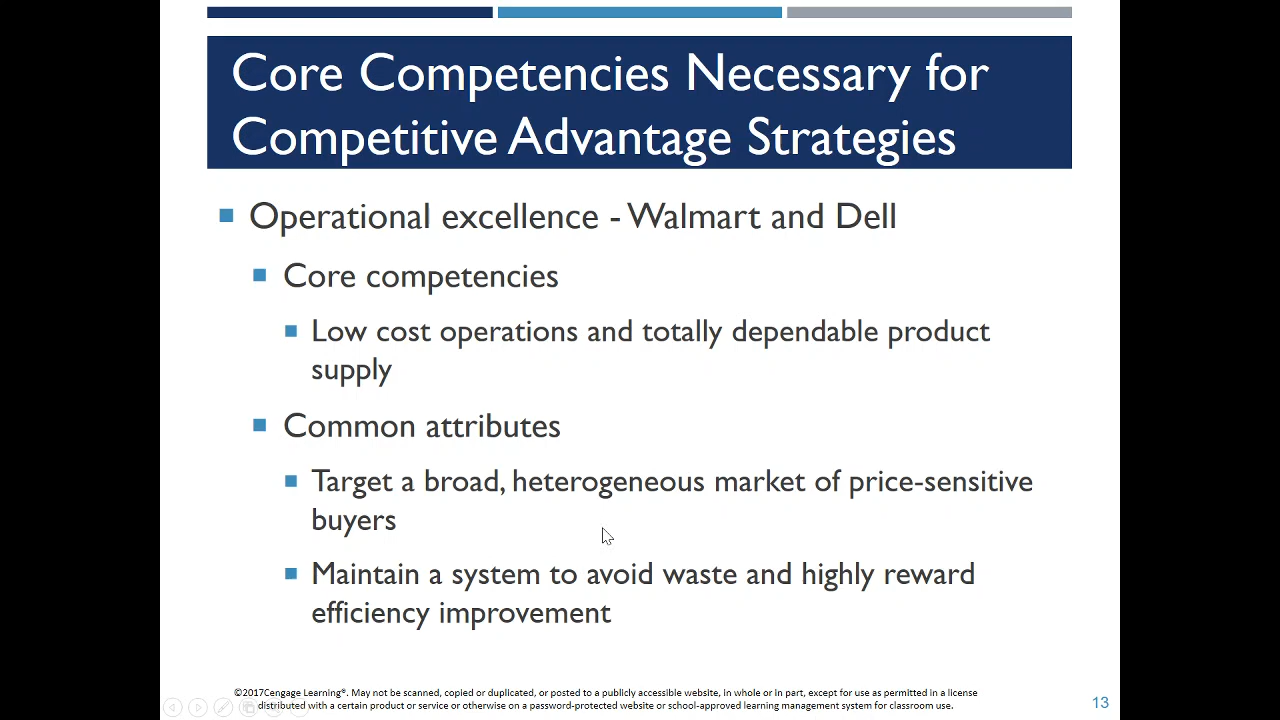 Core Competencies Necessary for
Competitive Advantage Strategies
Operational excellence - Walmart and Dell
Core competencies
Low cost operations and totally dependable product
supply
Common attributes
Target a broad, heterogeneous market of price-sensitive
buyers
Maintain a system to avoid waste and highly reward
efficiency improvement
©2017Cengage Learning®. May not be scanned, copied or duplicated, or posted to a publicly accessible website, in whole or in part, except for use as permitted in a license
distributed with a certain product or service or otherwise on a password-protected website or school-approved learning management system for classroom use.
13